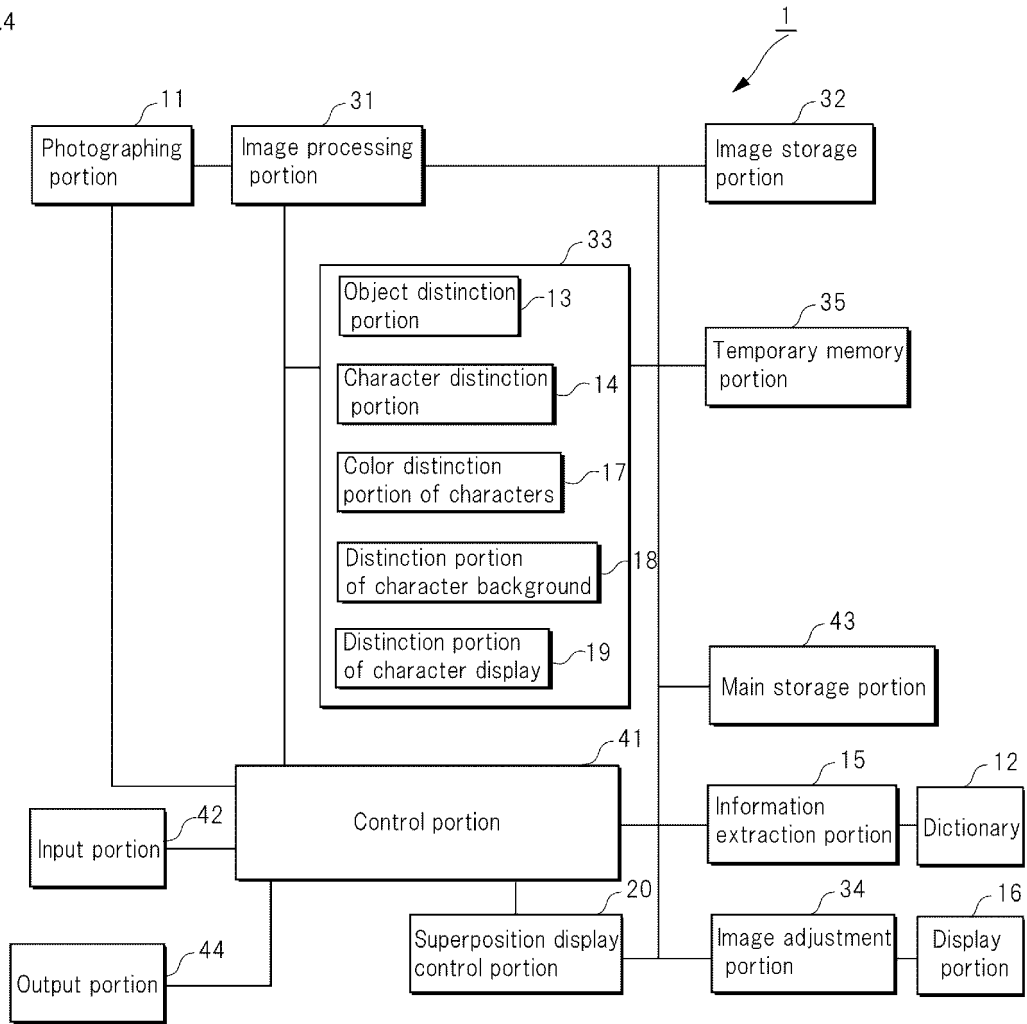 .4
1
11
31
32
Photographing
portion
Image processing
portion
Image storage
portion
33
Object distinction
portion
13
35
Temporary memory
portion
Character distinction
portion
14
Color distinction
portion of characters
17
Distinction portion
of character background
18
Distinction portion
of character display
19
43
Main storage portion
41
Control portion
15
Information
extraction portion
12
Dictionary
42
Input portion
20
Superposition display
control portion
34
Image adjustment
portion
16
Display
portion
44
Output portion